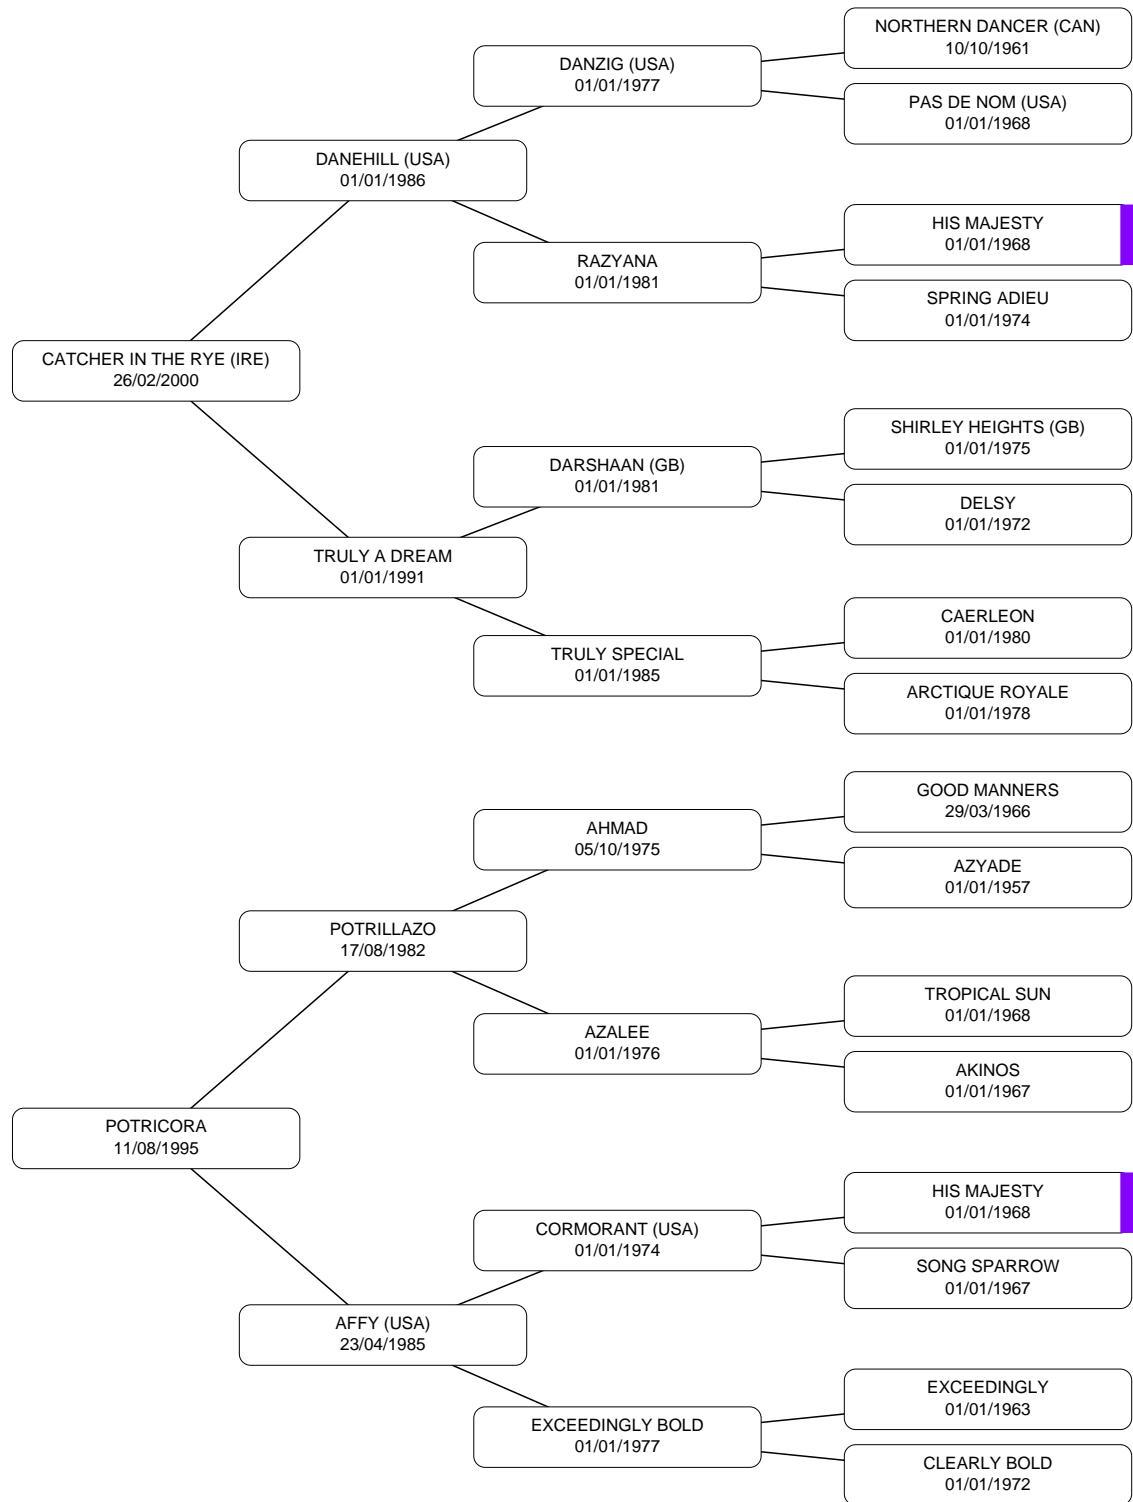 NORTHERN DANCER (CAN)
10/10/1961
DANZIG (USA)
01/01/1977
PAS DE NOM (USA)
01/01/1968
DANEHILL (USA)
01/01/1986
HIS MAJESTY
01/01/1968
RAZYANA
01/01/1981
SPRING ADIEU
01/01/1974
CATCHER IN THE RYE (IRE)
26/02/2000
SHIRLEY HEIGHTS (GB)
01/01/1975
DARSHAAN (GB)
01/01/1981
DELSY
01/01/1972
TRULY A DREAM
01/01/1991
CAERLEON
01/01/1980
TRULY SPECIAL
01/01/1985
ARCTIQUE ROYALE
01/01/1978
GOOD MANNERS
29/03/1966
AHMAD
05/10/1975
AZYADE
01/01/1957
POTRILLAZO
17/08/1982
TROPICAL SUN
01/01/1968
AZALEE
01/01/1976
AKINOS
01/01/1967
POTRICORA
11/08/1995
HIS MAJESTY
01/01/1968
CORMORANT (USA)
01/01/1974
SONG SPARROW
01/01/1967
AFFY (USA)
23/04/1985
EXCEEDINGLY
01/01/1963
EXCEEDINGLY BOLD
01/01/1977
CLEARLY BOLD
01/01/1972